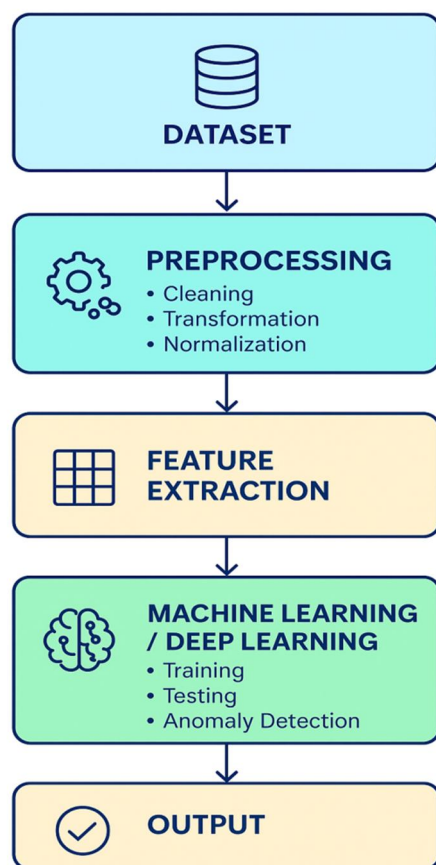 DATASET
PREPROCESSING
• Cleaning
• Transformation
• Normalization
FEATURE
EXTRACTION
MACHINE LEARNING
/ DEEP LEARNING
• Training
• Testing
• Anomaly Detection
OUTPUT